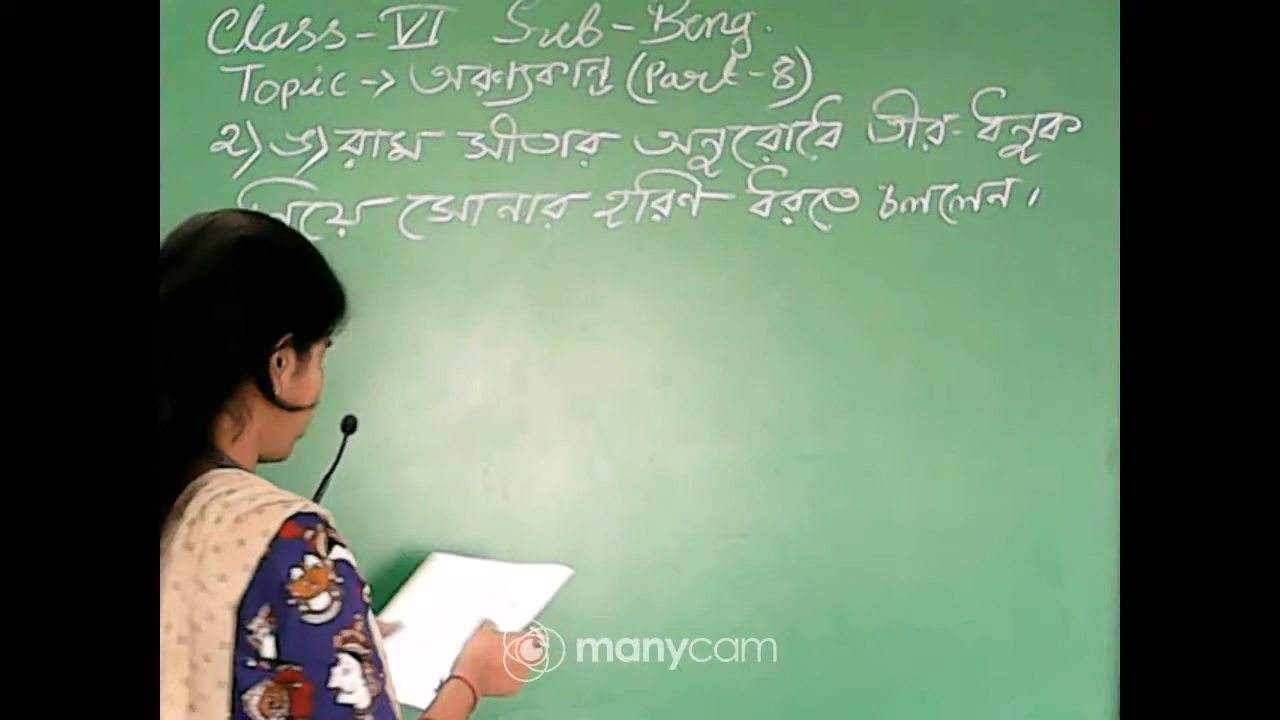 Class-VI Sub-Beng.
Topic → অরণ্যকান্ড (Part-8)
২) ঙ) রাম সীতার অনুরোধে তীর-ধনুক
নিয়ে সোনার হরিণ ধরতে চললেন।
manycam